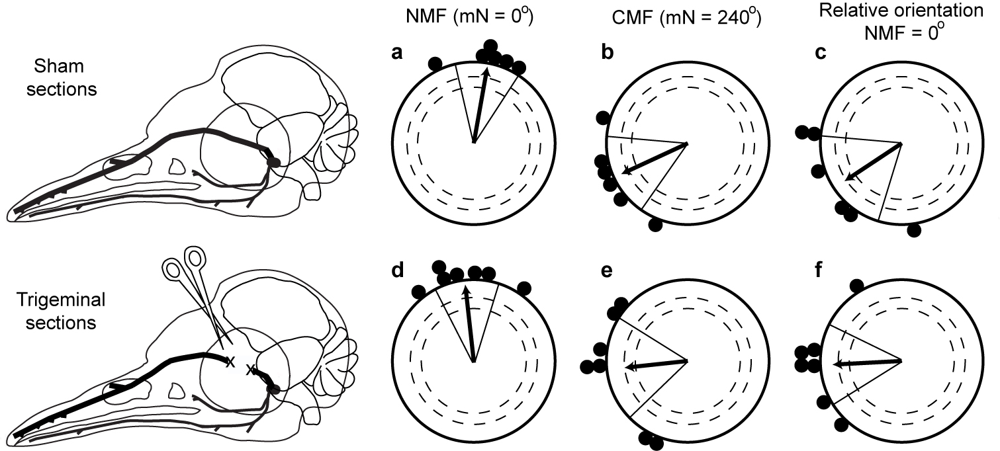 NMF (mN = 0°)
CMF (mN = 240°)
Relative orientation
NMF = 0°
Sham
sections
a
b
c
Trigeminal
sections
d
e
f
X
X